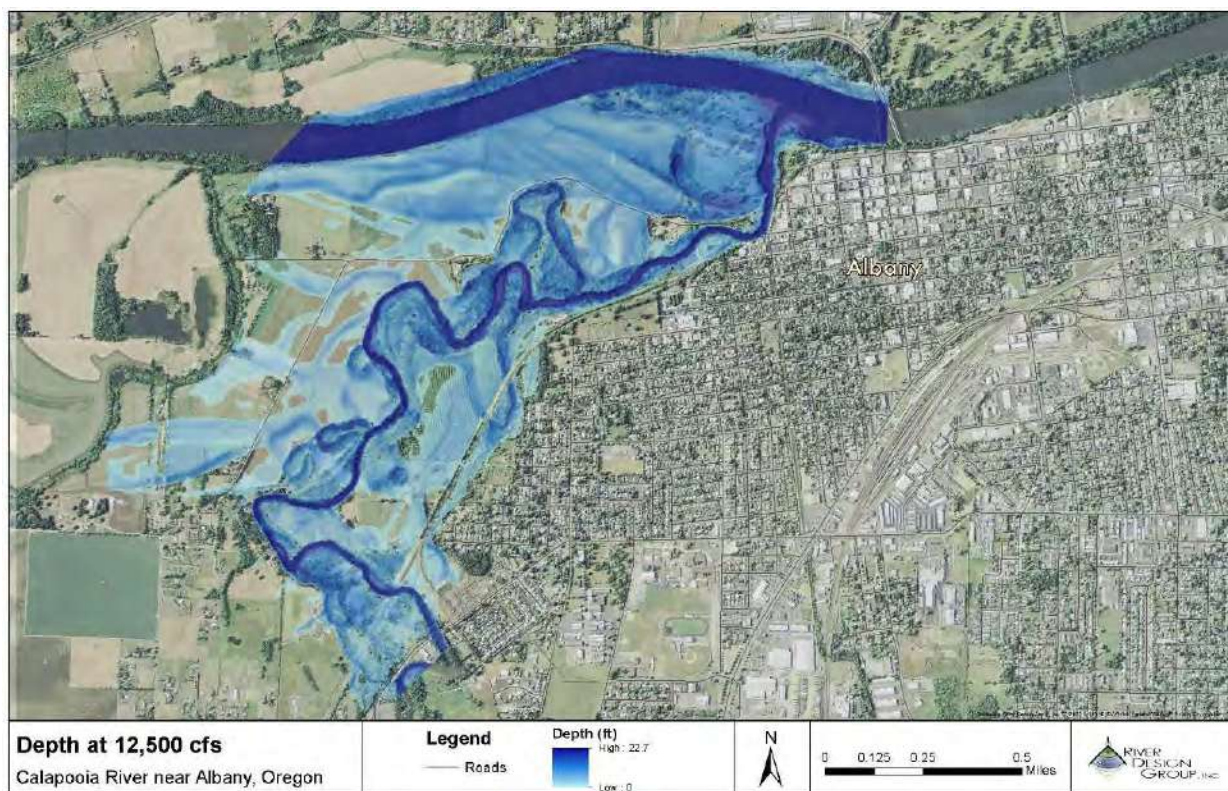 Albany
Depth at 12,500 cfs
Calapooia River near Albany, Oregon
Legend
Roads
Depth (ft)
High : 22.7
Low : 0
N
0 0.125 0.25 0.5
Miles
RIVER
DESIGN
GROUP, INC.